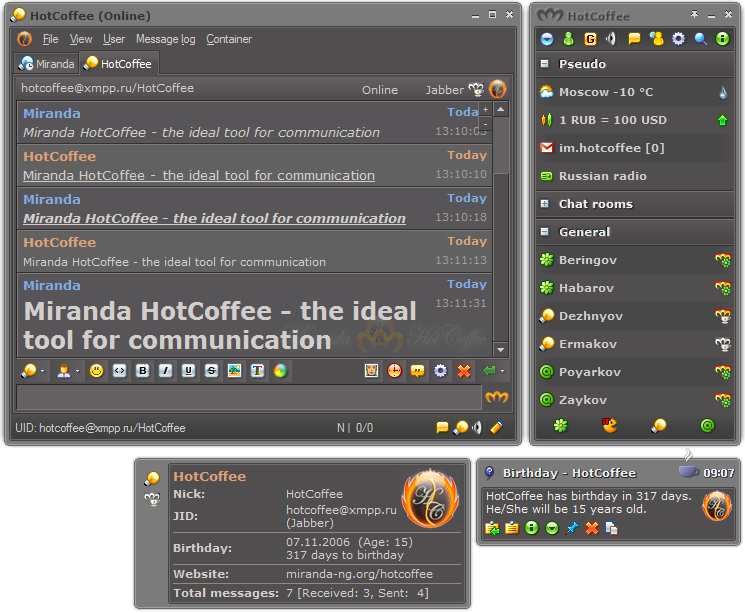 HotCoffee (Online)
File View User Message log Container
Miranda HotCoffee
hotcoffee@xmpp.ru/HotCoffee Online Jabber
Miranda Today
Miranda HotCoffee - the ideal tool for communication 13:10:03
HotCoffee Today
Miranda HotCoffee - the ideal tool for communication 13:10:10
Miranda Today
Miranda HotCoffee - the ideal tool for communication 13:10:18
HotCoffee Today
Miranda HotCoffee - the ideal tool for communication 13:11:13
Miranda Today
Miranda HotCoffee - the ideal 13:11:31
tool for communication
Miranda HotCoffee
UID: hotcoffee@xmpp.ru/HotCoffee N | 0/0
HotCoffee
Pseudo
Moscow -10 °C
1 RUB = 100 USD
im.hotcoffee [0]
Russian radio
Chat rooms
General
Beringov
Habarov
Dezhnyov
Ermakov
Poyarkov
Zaykov
HotCoffee
Nick: HotCoffee
JID: hotcoffee@xmpp.ru
(Jabber)
Birthday: 07.11.2006 (Age: 15)
317 days to birthday
Website: miranda-ng.org/hotcoffee
Total messages: 7 [Received: 3, Sent: 4]
Birthday - HotCoffee 09:07
HotCoffee has birthday in 317 days.
He/She will be 15 years old.